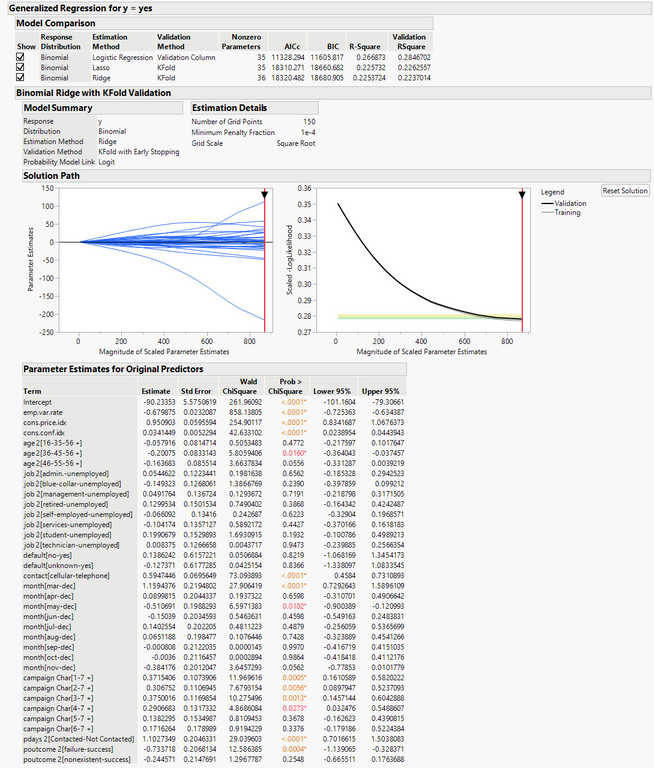 Generalized Regression for y = yes
Model Comparison
Response Estimation Validation Nonzero Validation
Show Distribution Method Method Parameters AICc BIC R-Square RSquare
Binomial Logistic Regression Validation Column 35 11328.294 11605.817 0.266873 0.2846702
Binomial Lasso KFold 35 18310.271 18660.682 0.225732 0.2262557
Binomial Ridge KFold 36 18320.482 18680.905 0.2253724 0.2237014
Binomial Ridge with KFold Validation
Model Summary
Response y
Distribution Binomial
Estimation Method Ridge
Validation Method KFold with Early Stopping
Probability Model Link Logit
Estimation Details
Number of Grid Points 150
Minimum Penalty Fraction 1e-4
Grid Scale Square Root
Solution Path
150
100
50
0
-50
-100
-150
-200
-250
Parameter Estimates
0 200 400 600 800
Magnitude of Scaled Parameter Estimates
0.36
0.35
0.34
0.33
0.32
0.31
0.30
0.29
0.28
0.27
Scaled -LogLikelihood
0 200 400 600 800
Magnitude of Scaled Parameter Estimates
Legend
Validation
Training
Reset Solution
Parameter Estimates for Original Predictors
Wald Prob >
Term Estimate Std Error ChiSquare ChiSquare Lower 95% Upper 95%
Intercept -90.23353 5.5750619 261.96092 <.0001* -101.1604 -79.30661
emp.var.rate -0.679875 0.0232087 858.13805 <.0001* -0.725363 -0.634387
cons.price.idx 0.950903 0.0595594 254.90117 <.0001* 0.8341687 1.0676373
cons.conf.idx 0.0341449 0.0052294 42.633102 <.0001* 0.0238954 0.0443943
age 2[16-35-56 +] -0.057916 0.0814714 0.5053483 0.4772 -0.217597 0.1017647
age 2[36-45-56 +] -0.20075 0.0833143 5.8059406 0.0160* -0.364043 -0.037457
age 2[46-55-56 +] -0.163683 0.085514 3.6637834 0.0556 -0.331287 0.0039219
job 2[admin.-unemployed] 0.0544622 0.1223441 0.1981638 0.6562 -0.185328 0.2942523
job 2[blue-collar-unemployed] -0.149323 0.1268061 1.3866769 0.2390 -0.397859 0.099212
job 2[management-unemployed] 0.0491764 0.136724 0.1293672 0.7191 -0.218798 0.3171505
job 2[retired-unemployed] 0.1299534 0.1501534 0.7490402 0.3868 -0.164342 0.4242487
job 2[self-employed-unemployed] -0.066092 0.13416 0.242687 0.6223 -0.32904 0.1968571
job 2[services-unemployed] -0.104174 0.1357127 0.5892172 0.4427 -0.370166 0.1618183
job 2[student-unemployed] 0.1990679 0.1529893 1.6930915 0.1932 -0.100786 0.4989213
job 2[technician-unemployed] 0.008375 0.1266658 0.0043717 0.9473 -0.239885 0.2566354
default[no-yes] 0.1386242 0.6157221 0.0506884 0.8219 -1.068169 1.3454173
default[unknown-yes] -0.127371 0.6177285 0.0425154 0.8366 -1.338097 1.0833545
contact[cellular-telephone] 0.5947446 0.0695649 73.093893 <.0001* 0.4584 0.7310893
month[mar-dec] 1.1594376 0.2194802 27.906419 <.0001* 0.7292643 1.5896109
month[apr-dec] 0.0899815 0.2044337 0.1937322 0.6598 -0.310701 0.4906642
month[may-dec] -0.510691 0.1988293 6.5971383 0.0102* -0.900389 -0.120993
month[jun-dec] -0.15039 0.2034593 0.5463631 0.4598 -0.549163 0.2483831
month[jul-dec] 0.1402554 0.202205 0.4811223 0.4879 -0.256059 0.5365699
month[aug-dec] 0.0651188 0.198477 0.1076446 0.7428 -0.323889 0.4541266
month[sep-dec] -0.000808 0.2122035 0.0000145 0.9970 -0.416719 0.4151035
month[oct-dec] -0.0036 0.2116457 0.0002894 0.9864 -0.418418 0.4112176
month[nov-dec] -0.384176 0.2012047 3.6457293 0.0562 -0.77853 0.0101779
campaign Char[1-7 +] 0.3715406 0.1073906 11.969616 0.0005* 0.1610589 0.5820222
campaign Char[2-7 +] 0.306752 0.1106945 7.6793154 0.0056* 0.0897947 0.5237093
campaign Char[3-7 +] 0.3750016 0.1169854 10.275496 0.0013* 0.1457144 0.6042888
campaign Char[4-7 +] 0.2906683 0.1317332 4.8686084 0.0273* 0.032476 0.5488607
campaign Char[5-7 +] 0.1382295 0.1534987 0.8109453 0.3678 -0.162623 0.4390815
campaign Char[6-7 +] 0.1716264 0.178989 0.9194229 0.3376 -0.179186 0.5224384
pdays 2[Contacted-Not Contacted] 1.1027349 0.2046331 29.039603 <.0001* 0.7016615 1.5038083
poutcome 2[failure-success] -0.733718 0.2068134 12.586385 0.0004* -1.139065 -0.328371
poutcome 2[nonexistent-success] -0.244571 0.2147691 1.2967787 0.2548 -0.665511 0.1763688